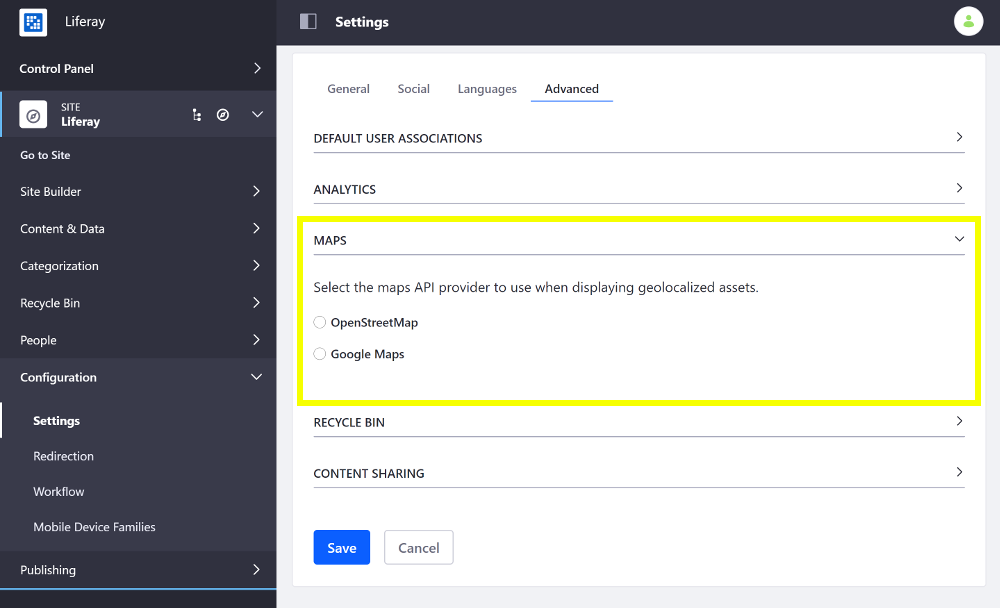 Liferay
Settings
Control Panel
SITE
Liferay
Go to Site
Site Builder
Content & Data
Categorization
Recycle Bin
People
Configuration
Settings
Redirection
Workflow
Mobile Device Families
Publishing
General Social Languages Advanced
DEFAULT USER ASSOCIATIONS
ANALYTICS
MAPS
Select the maps API provider to use when displaying geolocalized assets.
OpenStreetMap
Google Maps
RECYCLE BIN
CONTENT SHARING
Save Cancel